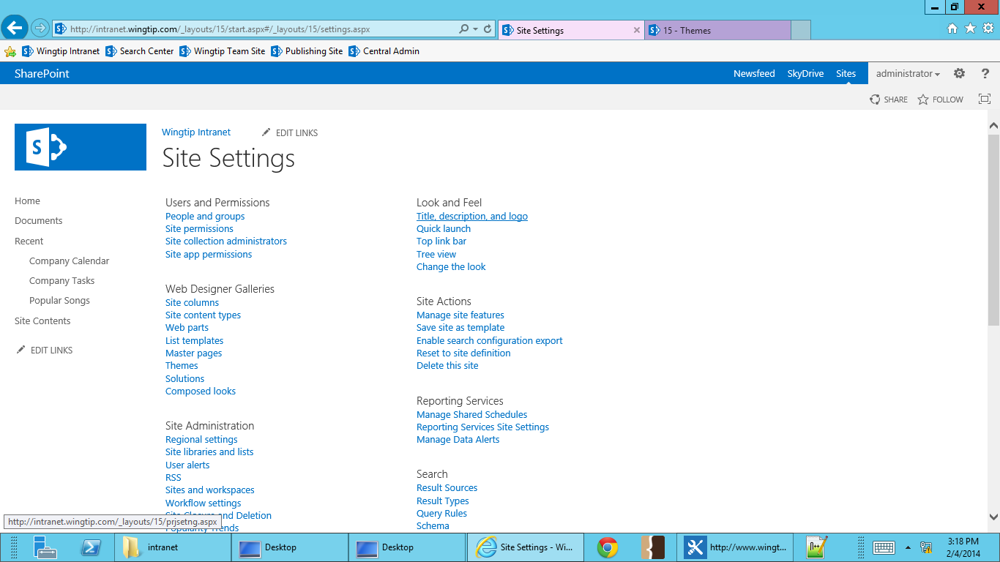 http://intranet.wingtip.com/_layouts/15/start.aspx#/_layouts/15/settings.aspx
Site Settings
15 - Themes
Wingtip Intranet
Search Center
Wingtip Team Site
Publishing Site
Central Admin
SharePoint
Newsfeed
SkyDrive
Sites
administrator
?
SHARE
FOLLOW
S
Wingtip Intranet
EDIT LINKS
Site Settings
Home
Documents
Recent
Company Calendar
Company Tasks
Popular Songs
Site Contents
EDIT LINKS
Users and Permissions
People and groups
Site permissions
Site collection administrators
Site app permissions
Web Designer Galleries
Site columns
Site content types
Web parts
List templates
Master pages
Themes
Solutions
Composed looks
Site Administration
Regional settings
Site libraries and lists
User alerts
RSS
Sites and workspaces
Workflow settings
Site Closure and Deletion
Popularity Trends
Look and Feel
Title, description, and logo
Quick launch
Top link bar
Tree view
Change the look
Site Actions
Manage site features
Save site as template
Enable search configuration export
Reset to site definition
Delete this site
Reporting Services
Manage Shared Schedules
Reporting Services Site Settings
Manage Data Alerts
Search
Result Sources
Result Types
Query Rules
Schema
http://intranet.wingtip.com/_layouts/15/prjsetng.aspx
intranet
Desktop
Desktop
Site Settings - Wi...
http://www.wingt...
3:18 PM
2/4/2014